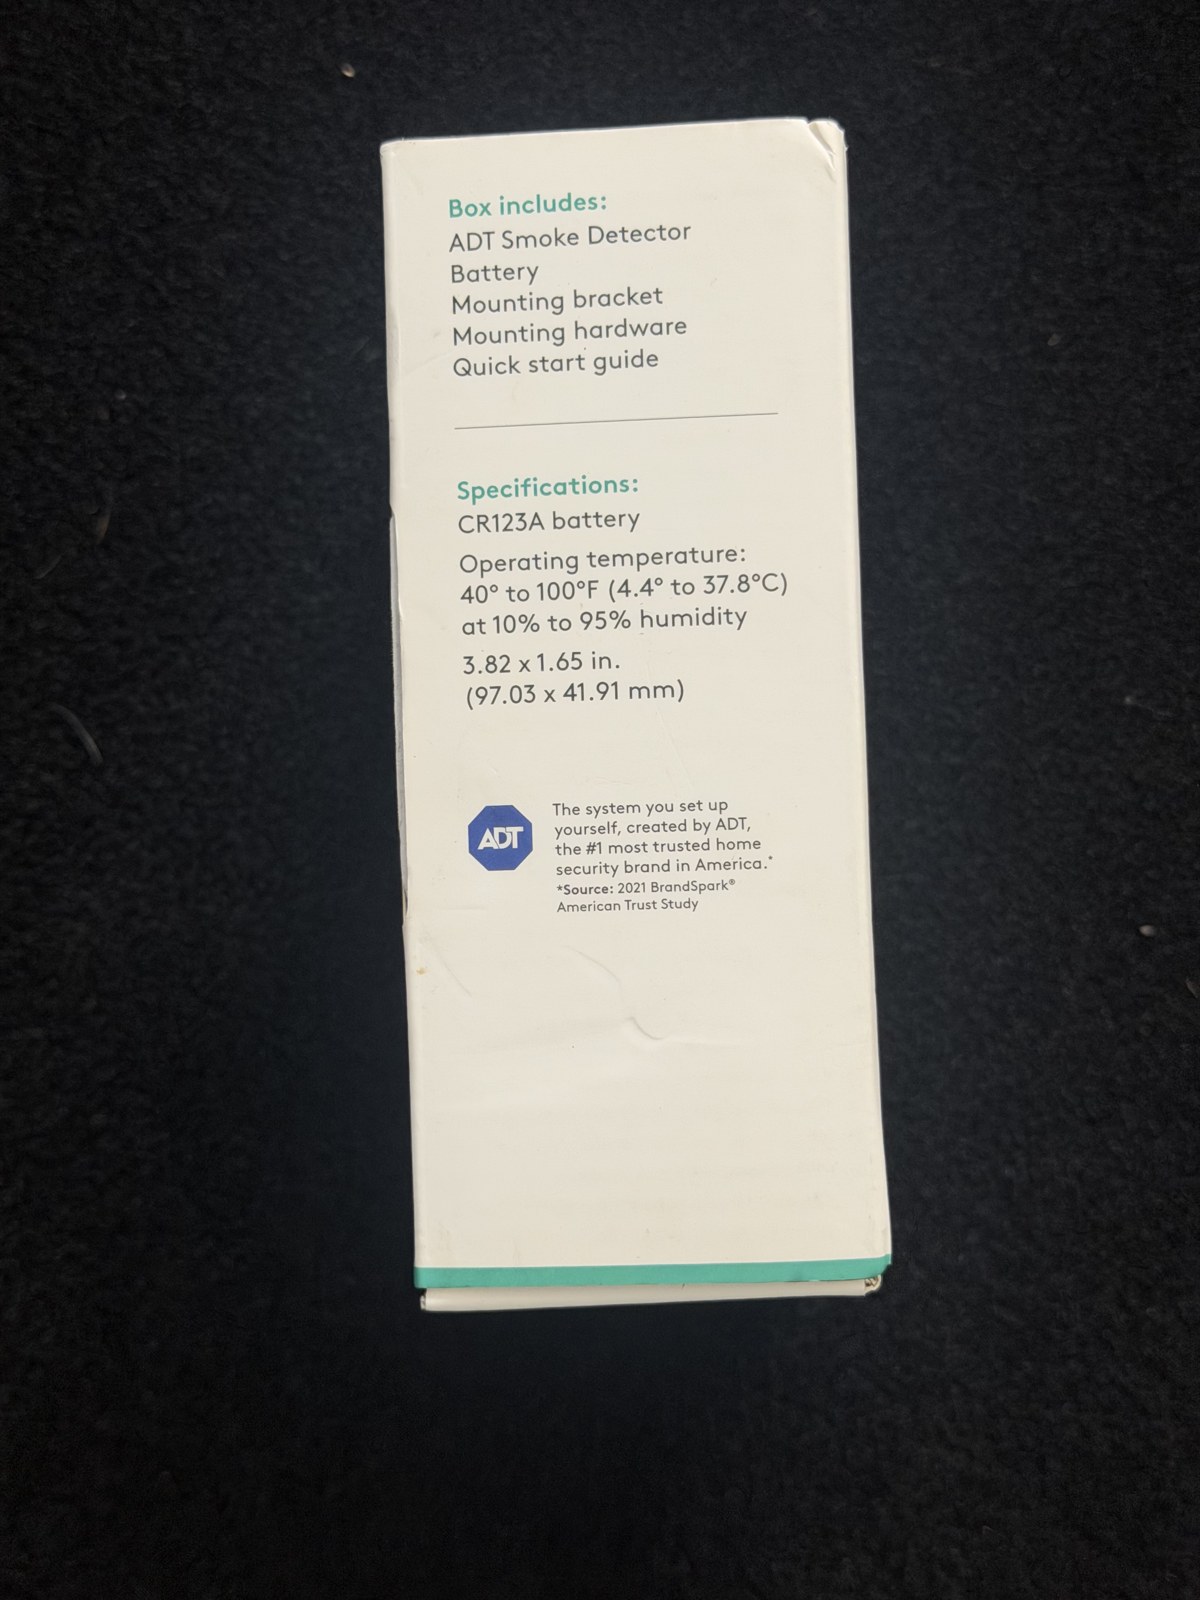 Box includes:
ADT Smoke Detector
Battery
Mounting bracket
Mounting hardware
Quick start guide
Specifications:
CR123A battery
Operating temperature:
40° to 100°F (4.4° to 37.8°C)
at 10% to 95% humidity
3.82 x 1.65 in.
(97.03 x 41.91 mm)
ADT
The system you set up
yourself, created by ADT,
the #1 most trusted home
security brand in America.*
*Source: 2021 BrandSpark®
American Trust Study